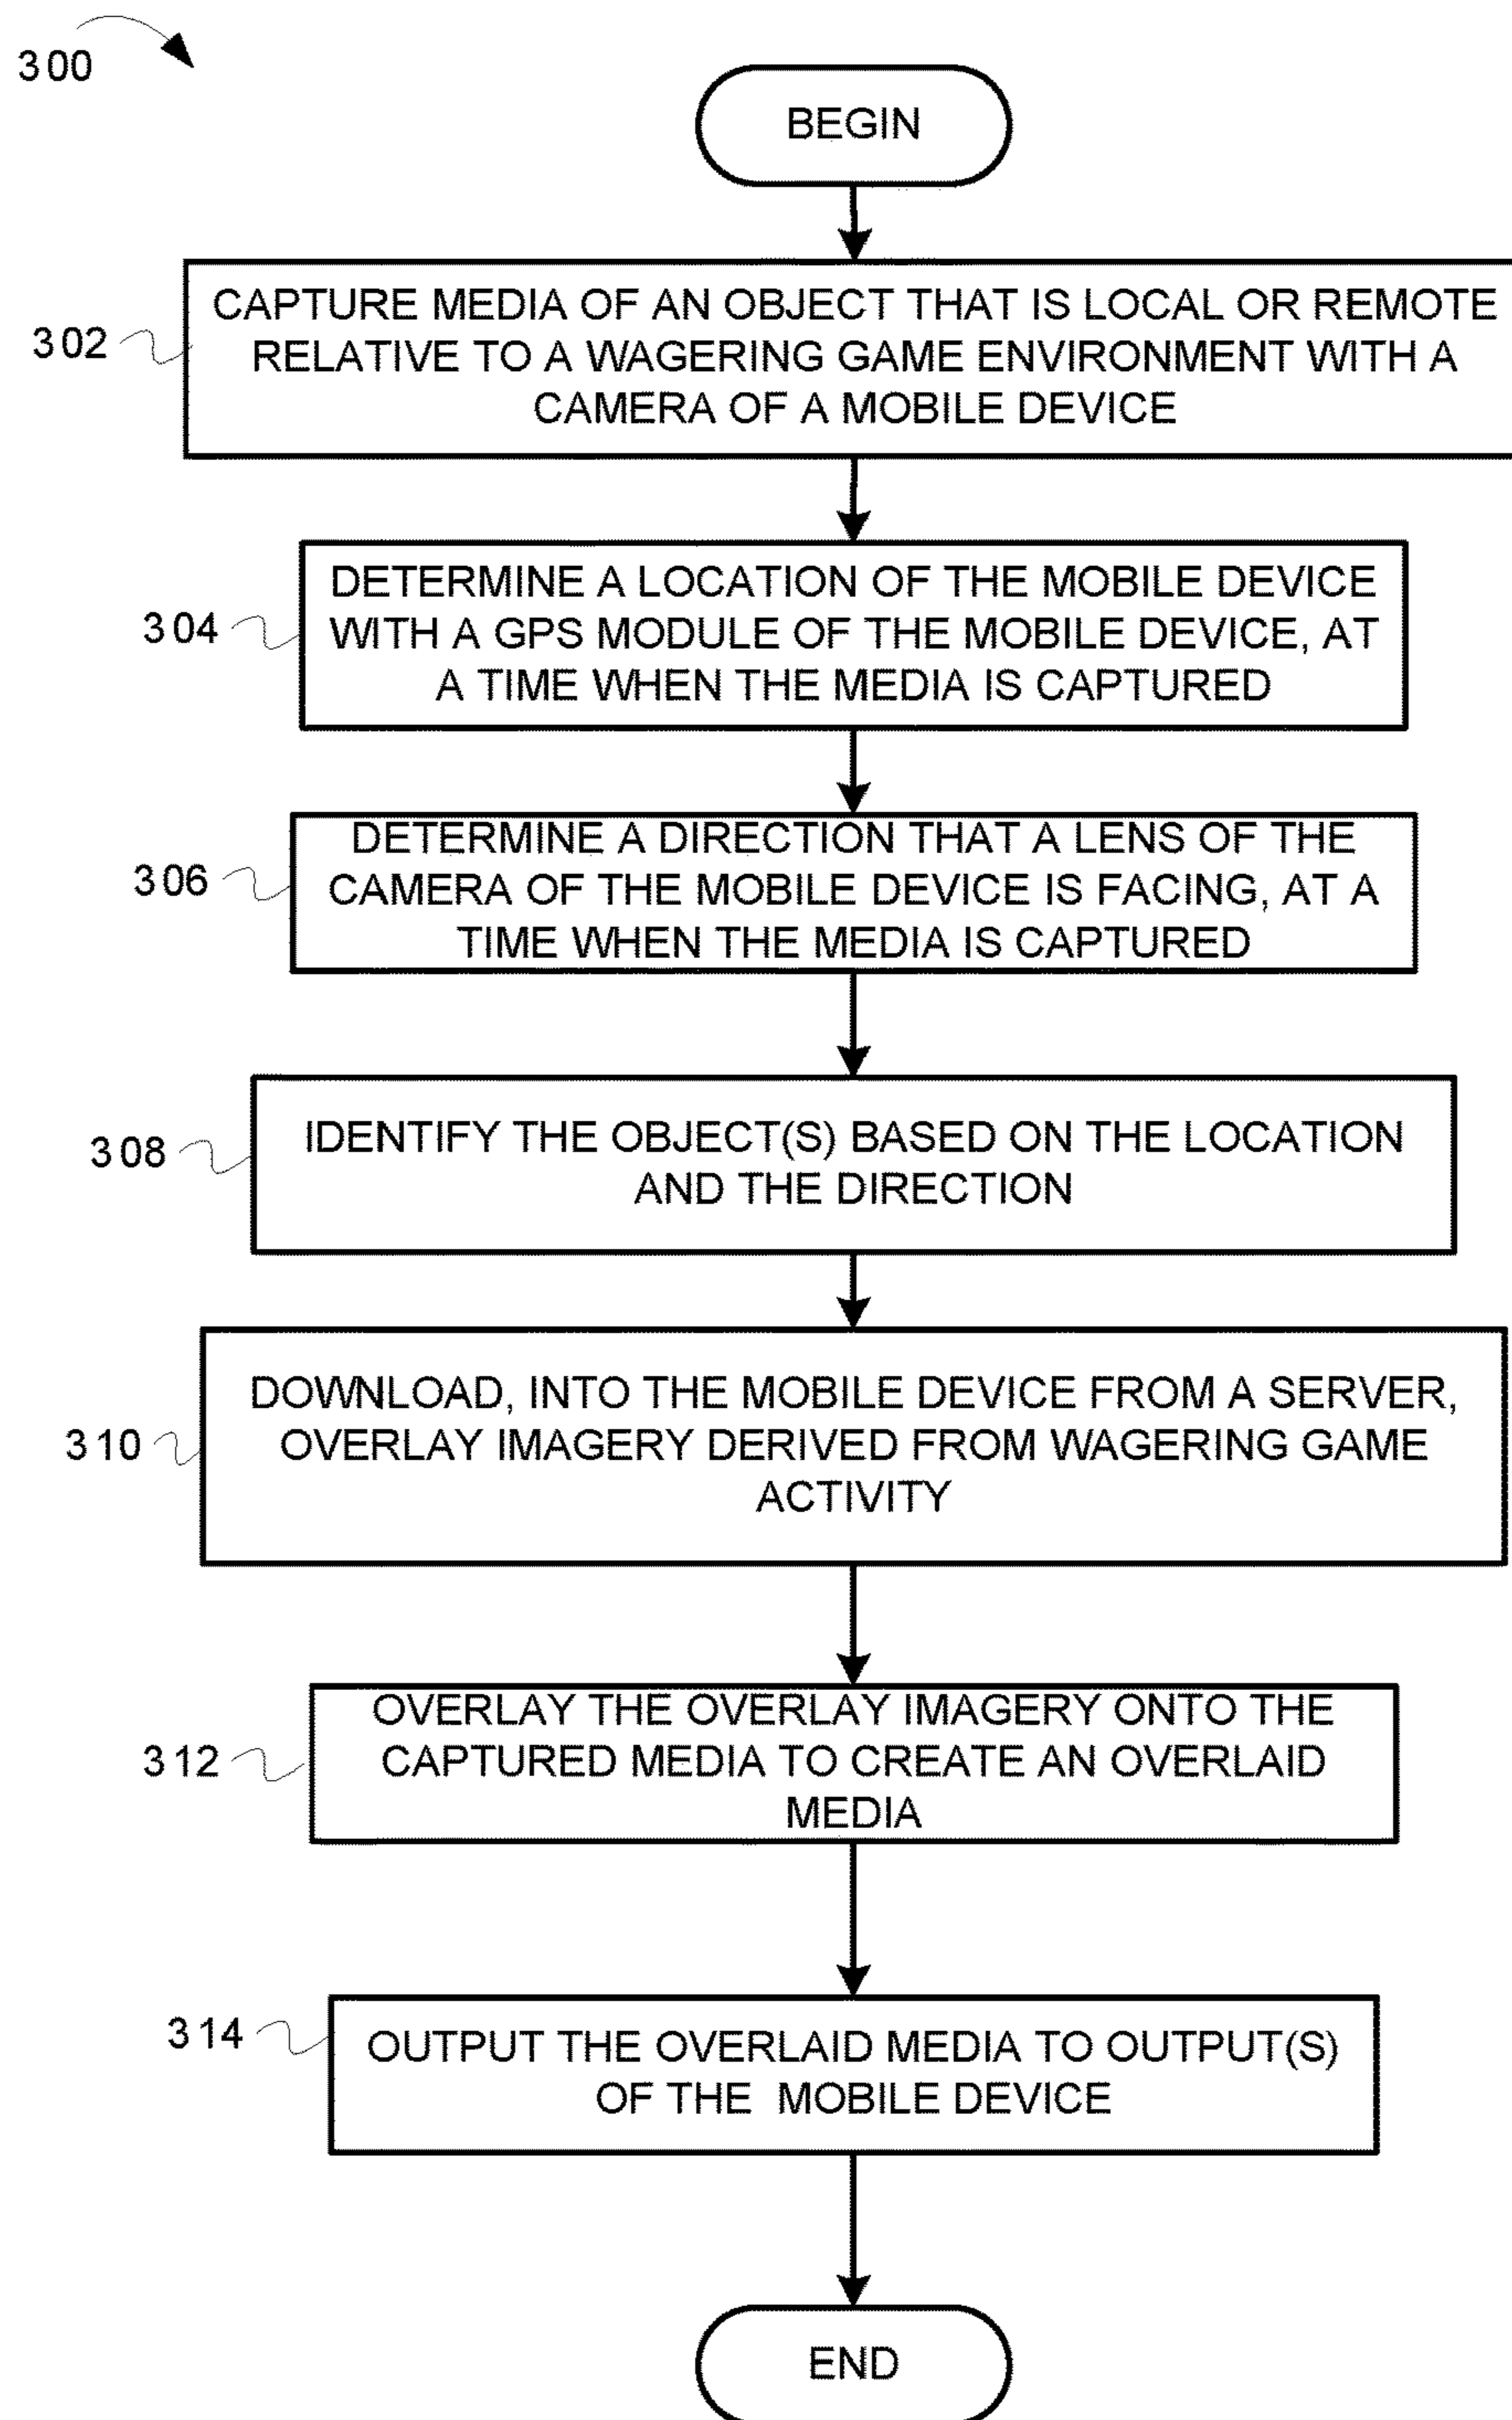 300
BEGIN
302
CAPTURE MEDIA OF AN OBJECT THAT IS LOCAL OR REMOTE
RELATIVE TO A WAGERING GAME ENVIRONMENT WITH A
CAMERA OF A MOBILE DEVICE
304
DETERMINE A LOCATION OF THE MOBILE DEVICE
WITH A GPS MODULE OF THE MOBILE DEVICE, AT
A TIME WHEN THE MEDIA IS CAPTURED
306
DETERMINE A DIRECTION THAT A LENS OF THE
CAMERA OF THE MOBILE DEVICE IS FACING, AT A
TIME WHEN THE MEDIA IS CAPTURED
308
IDENTIFY THE OBJECT(S) BASED ON THE LOCATION
AND THE DIRECTION
310
DOWNLOAD, INTO THE MOBILE DEVICE FROM A SERVER,
OVERLAY IMAGERY DERIVED FROM WAGERING GAME
ACTIVITY
312
OVERLAY THE OVERLAY IMAGERY ONTO THE
CAPTURED MEDIA TO CREATE AN OVERLAID
MEDIA
314
OUTPUT THE OVERLAID MEDIA TO OUTPUT(S)
OF THE MOBILE DEVICE
END